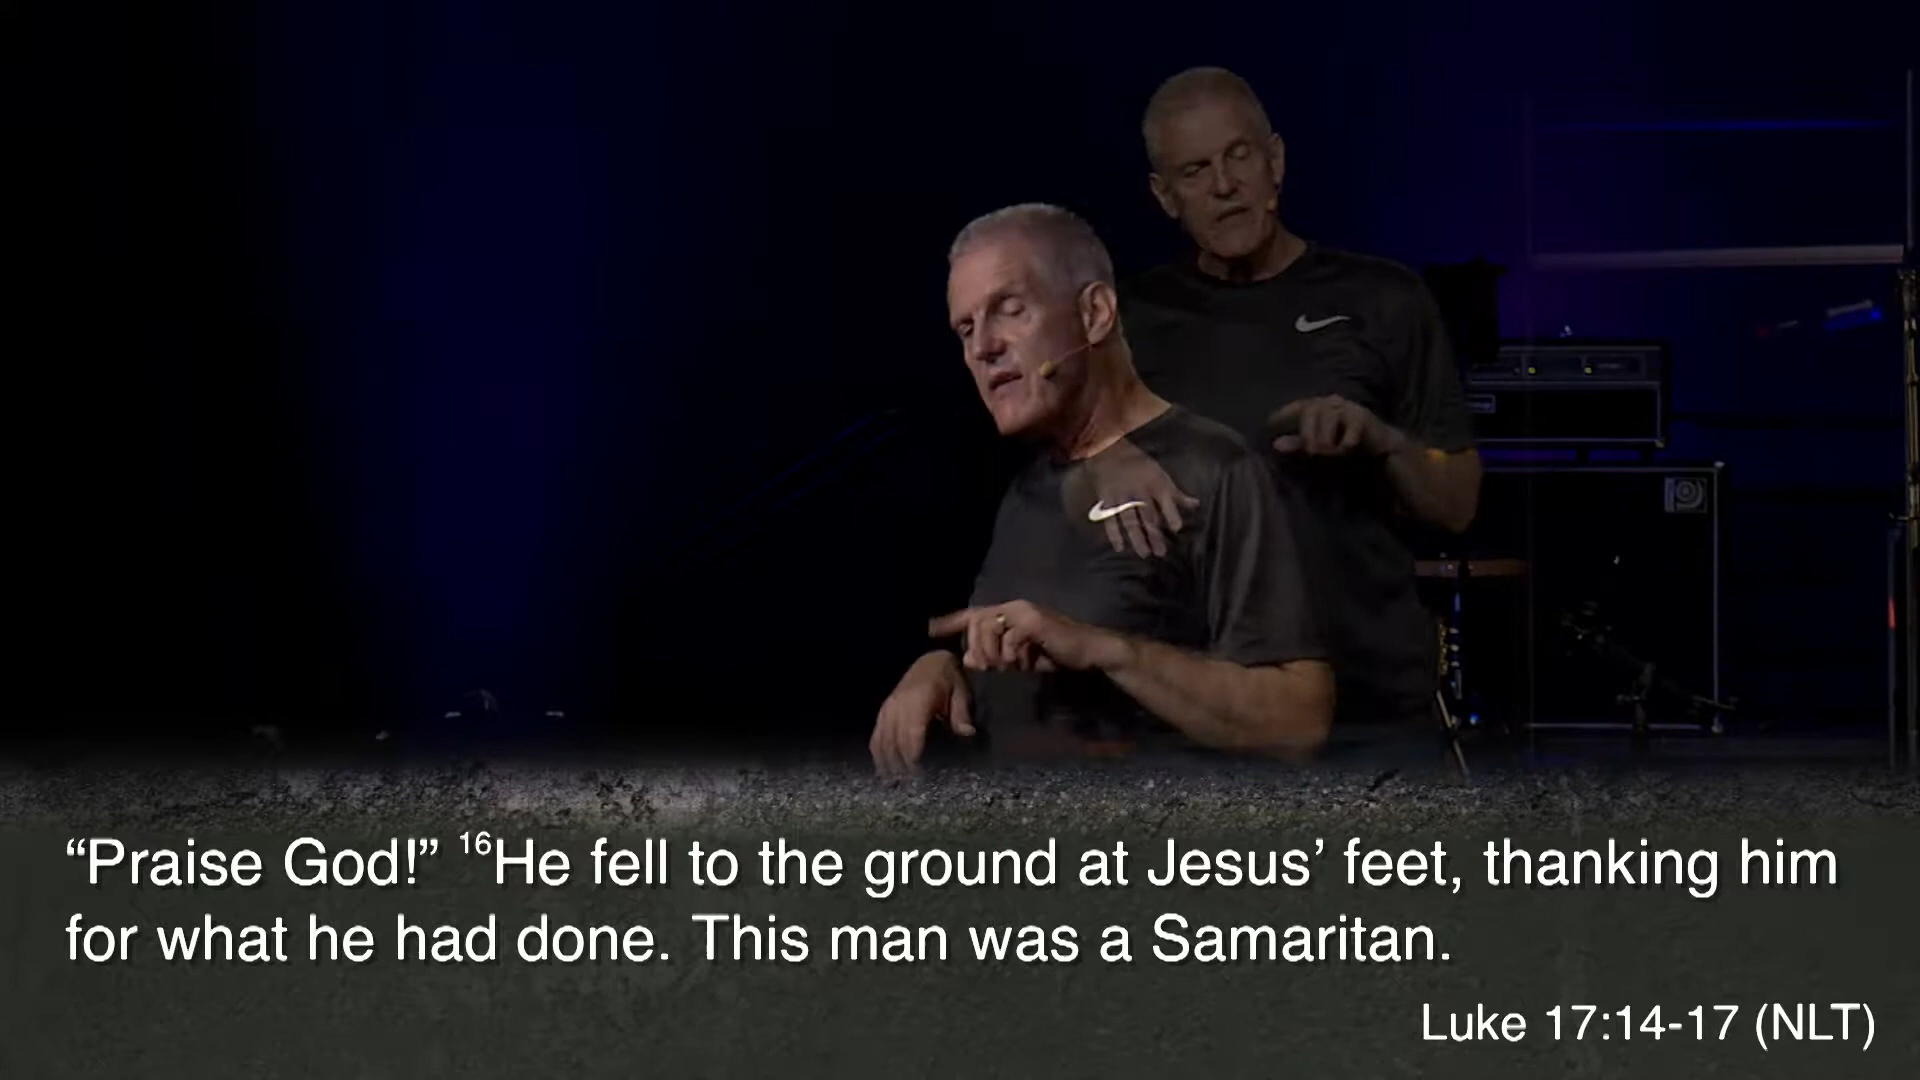 “Praise God!” ¹⁶He fell to the ground at Jesus’ feet, thanking him
for what he had done. This man was a Samaritan.
Luke 17:14-17 (NLT)